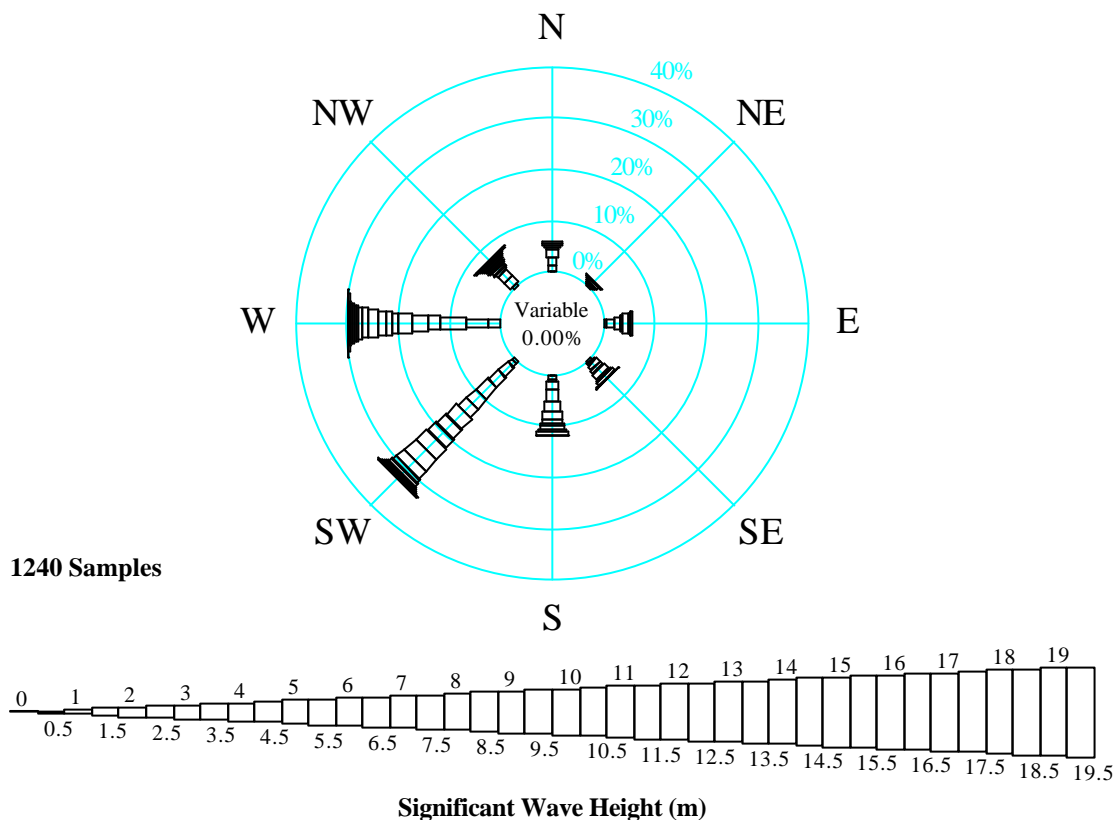 N
40%
NW
NE
30%
20%
10%
0%
Variable
W
E
0.00%
SW
SE
1240 Samples
S
0 1 2 3 4 5 6 7 8 9 10 11 12 13 14 15 16 17 18 19
0.5 1.5 2.5 3.5 4.5 5.5 6.5 7.5 8.5 9.5 10.5 11.5 12.5 13.5 14.5 15.5 16.5 17.5 18.5 19.5
Significant Wave Height (m)